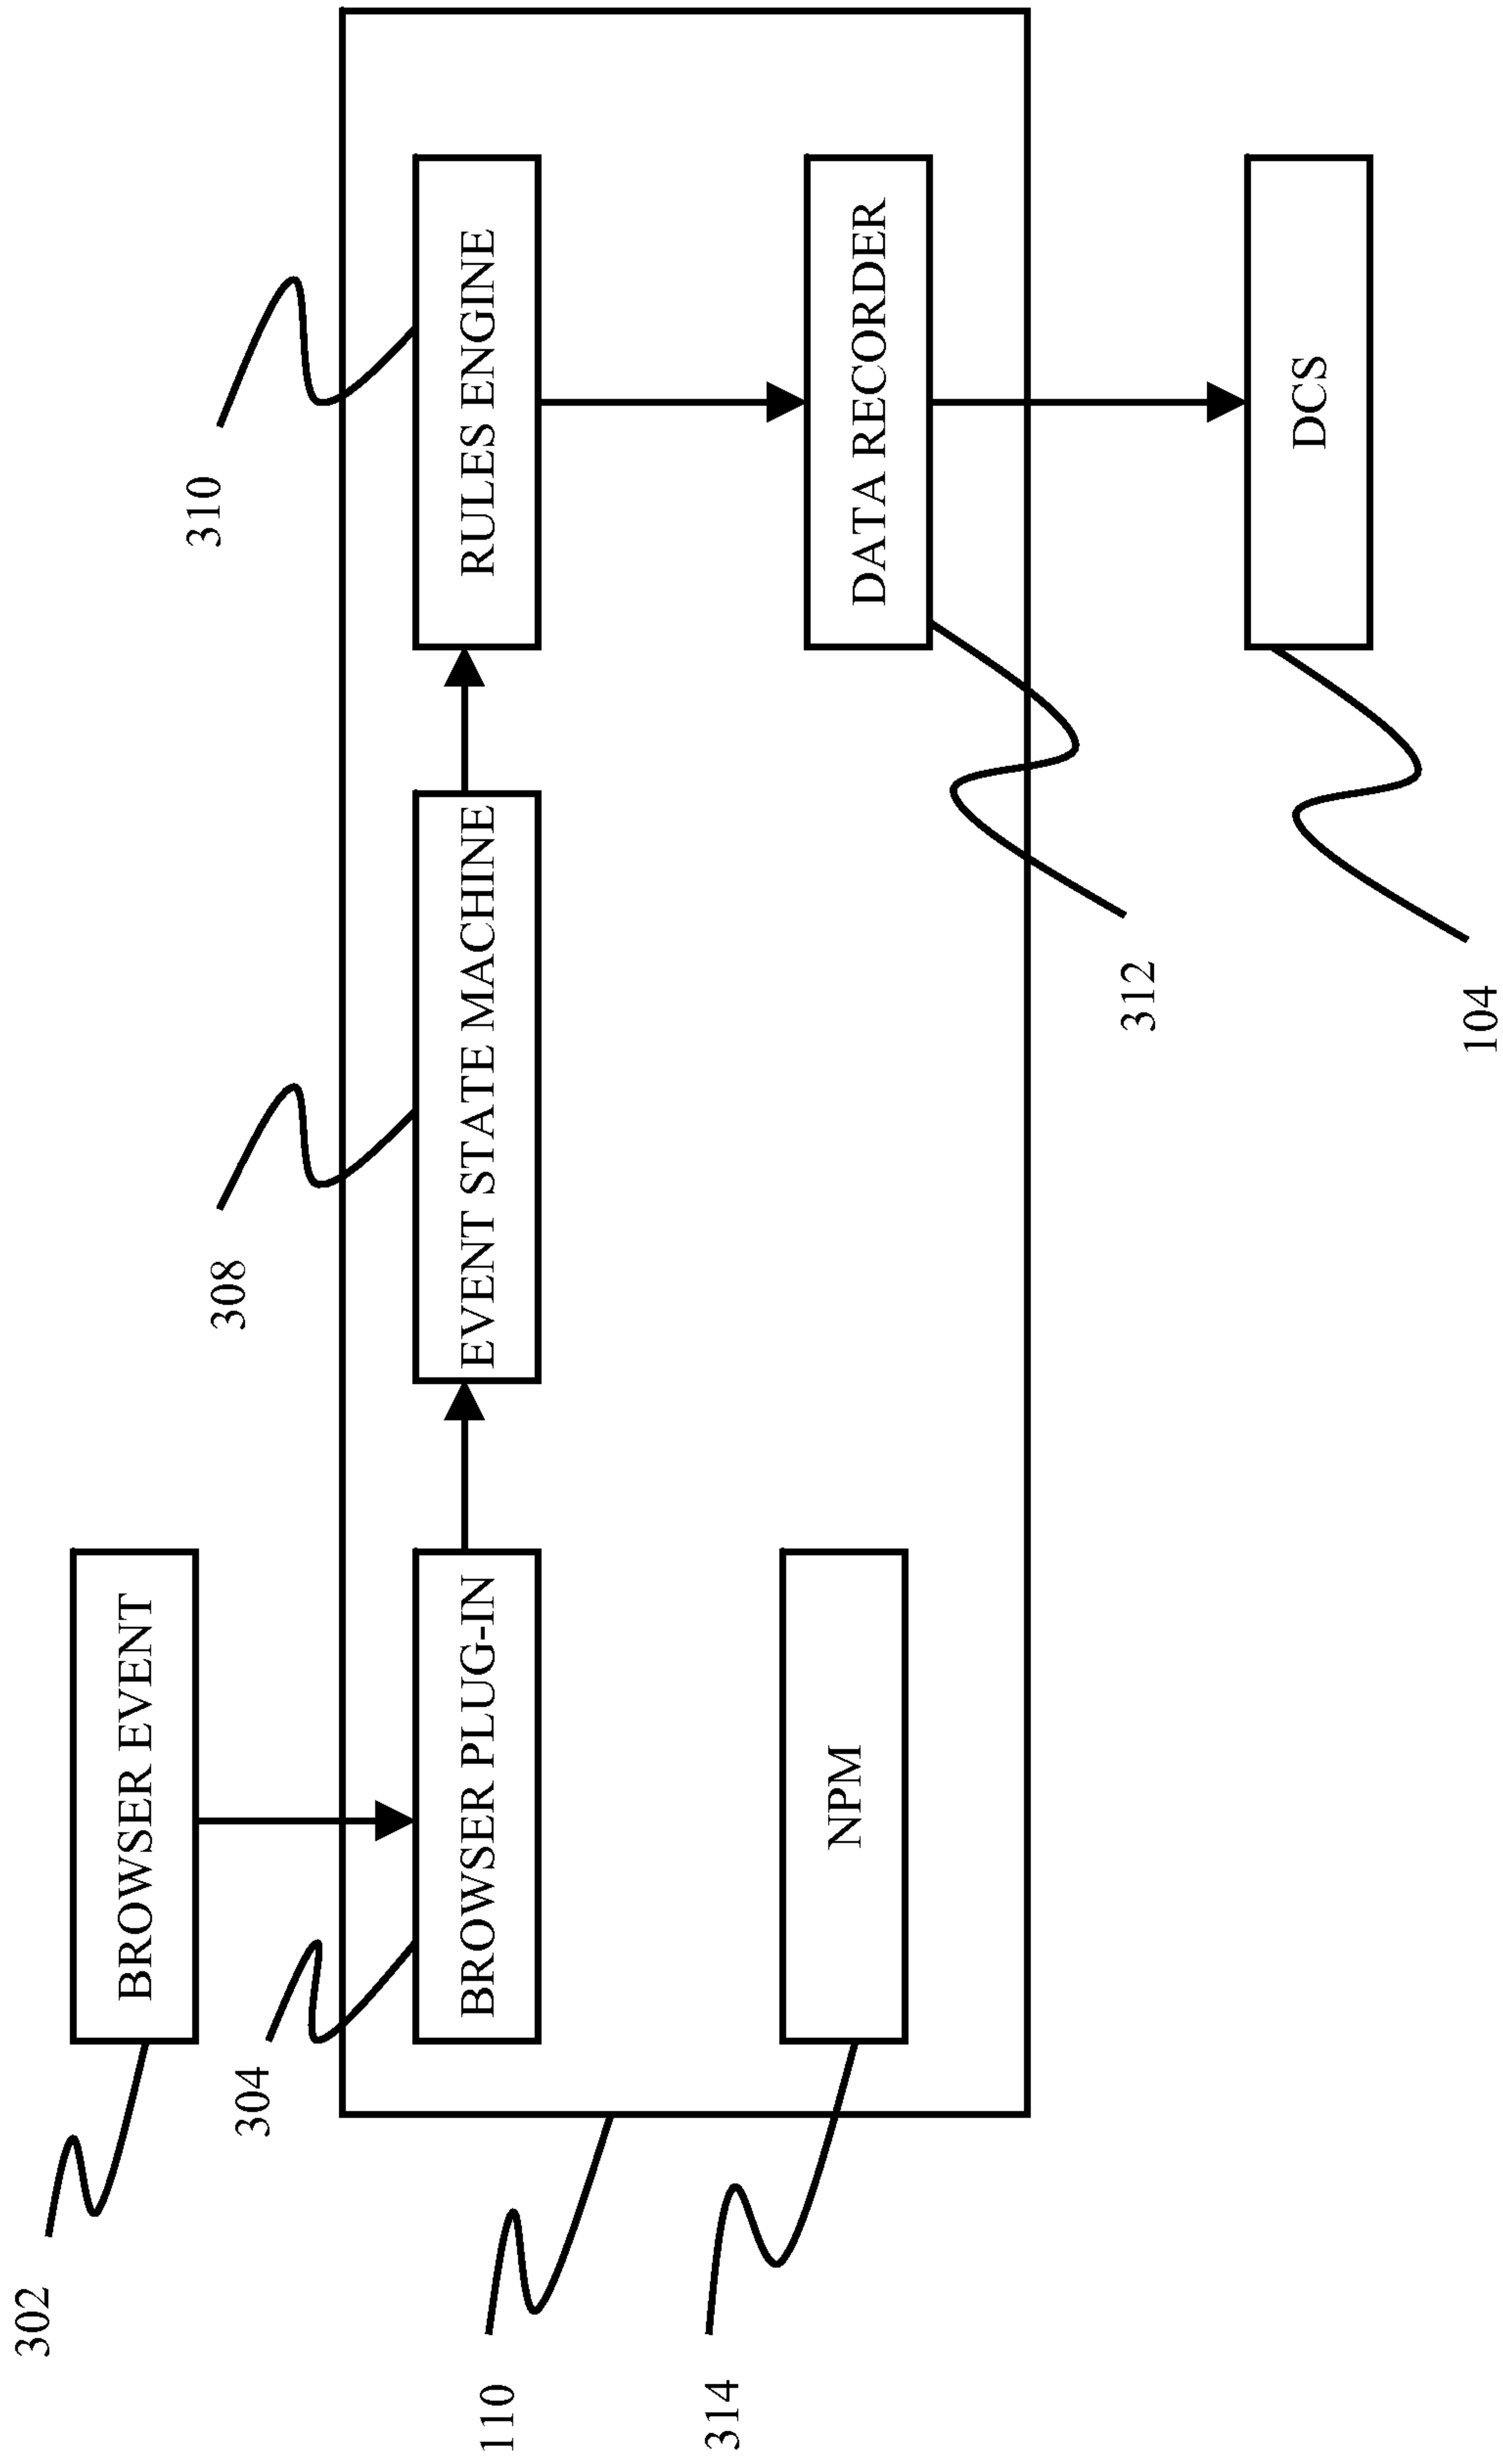 302
BROWSER EVENT
304
308
310
BROWSER PLUG-IN
EVENT STATE MACHINE
RULES ENGINE
110
314
NPM
DATA RECORDER
312
DCS
104